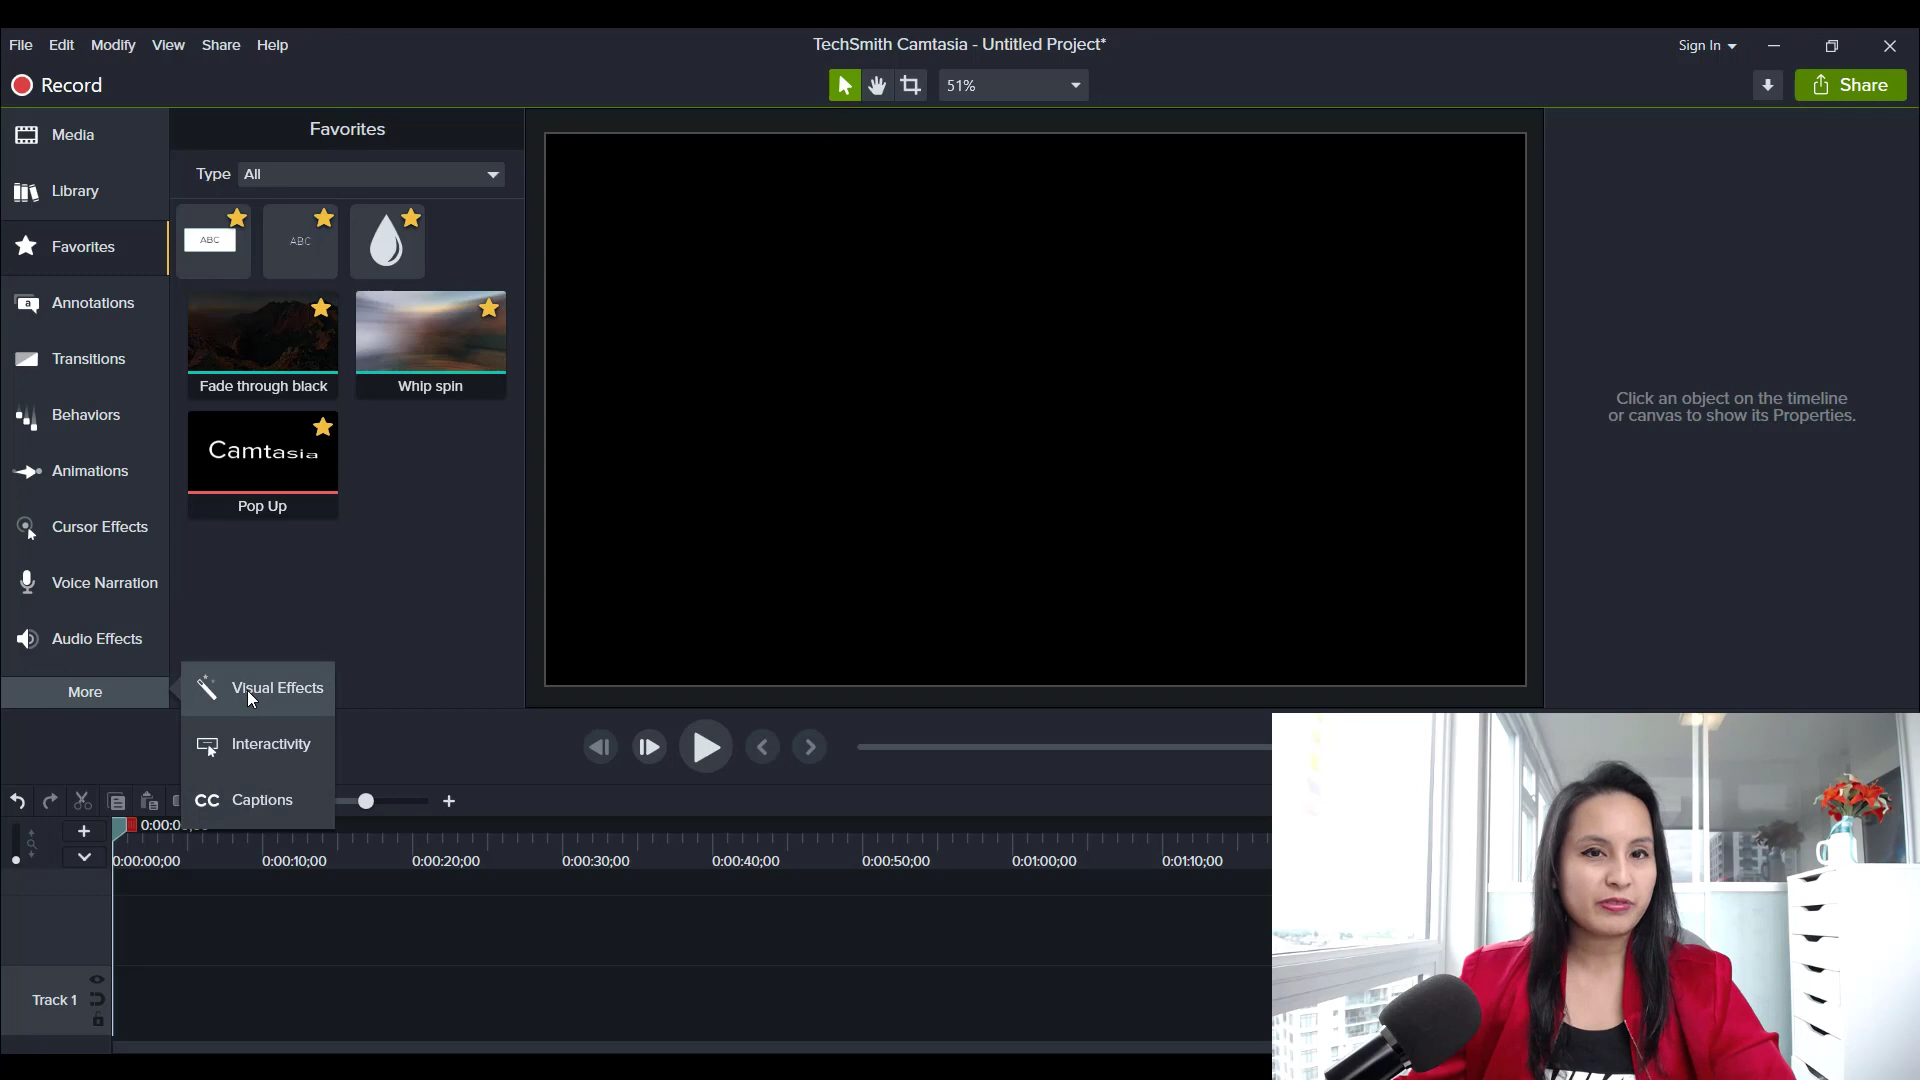 File Edit Modify View Share Help
TechSmith Camtasia - Untitled Project*
Sign In
Record
51%
Share
Media
Library
Favorites
Annotations
Transitions
Behaviors
Animations
Cursor Effects
Voice Narration
Audio Effects
More
Favorites
Type All
ABC
ABC
Fade through black
Whip spin
Camtasia
Pop Up
Click an object on the timeline
or canvas to show its Properties.
Visual Effects
Interactivity
CC Captions
0:00:00;00 0:00:10;00 0:00:20;00 0:00:30;00 0:00:40;00 0:00:50;00 0:01:00;00 0:01:10;00
Track 1